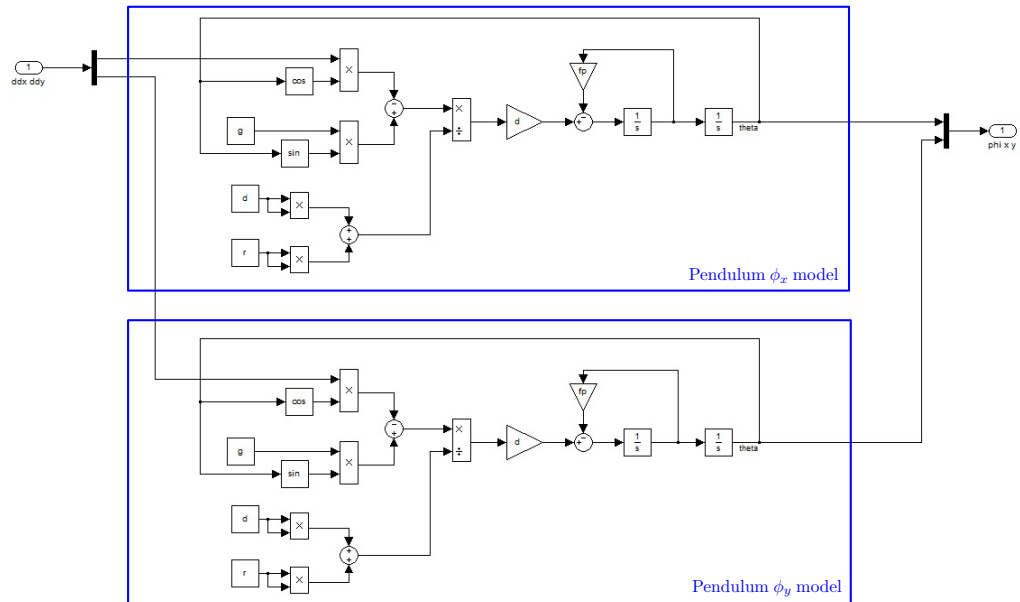 1
ddx ddy
×
cos
g
sin
×
−
+
×
÷
d
fp
−
+
1
s
1
s
theta
d
×
r
×
+
+
Pendulum ϕx model
1
phi x y
×
cos
g
sin
×
−
+
×
÷
d
fp
−
+
1
s
1
s
theta
d
×
r
×
+
+
Pendulum ϕy model